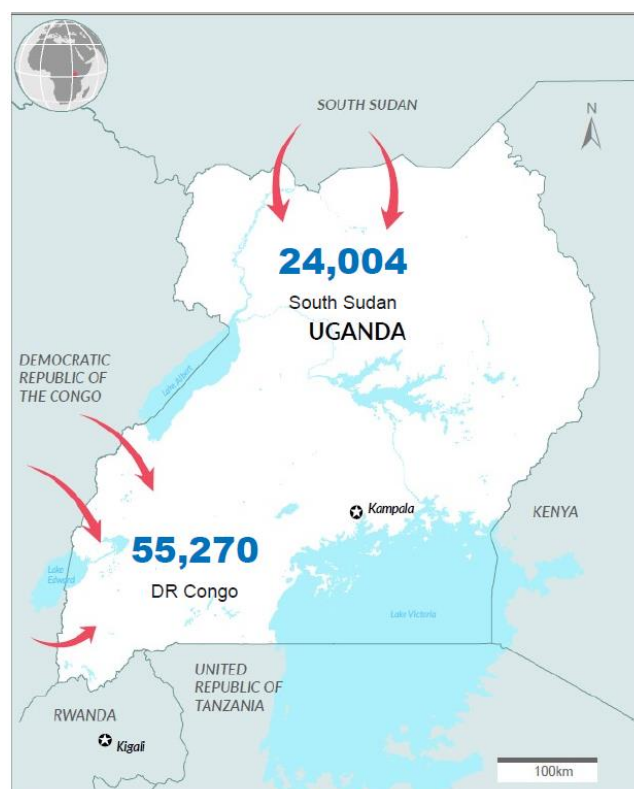 N
SOUTH SUDAN
24,004
South Sudan
UGANDA
DEMOCRATIC
REPUBLIC OF
THE CONGO
Lake Albert
Kampala
KENYA
55,270
DR Congo
Lake
Edward
Lake Victoria
UNITED
REPUBLIC OF
TANZANIA
RWANDA
Kigali
100km